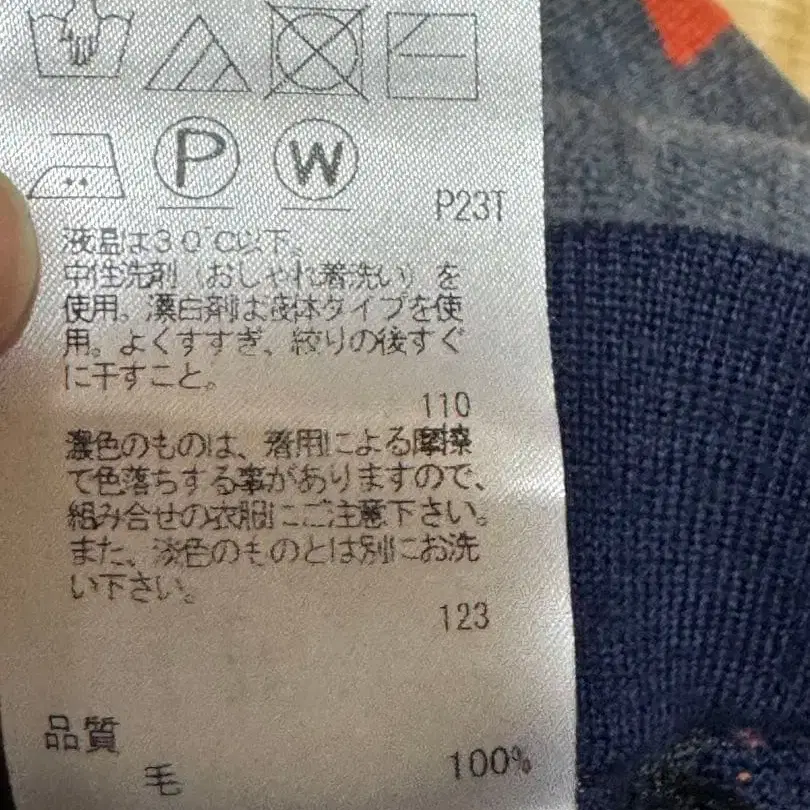 P
W
P23T
液温は30℃以下。
中性洗剤（おしゃれ着洗い）を
使用。漂白剤は液体タイプを使
用。よくすすぎ、絞りの後すぐ
に干すこと。
110
濃色のものは、着用による摩擦
で色落ちする事がありますので、
組み合せの衣服にご注意下さい。
また、淡色のものとは別にお洗
い下さい。
123
品質
毛 100%